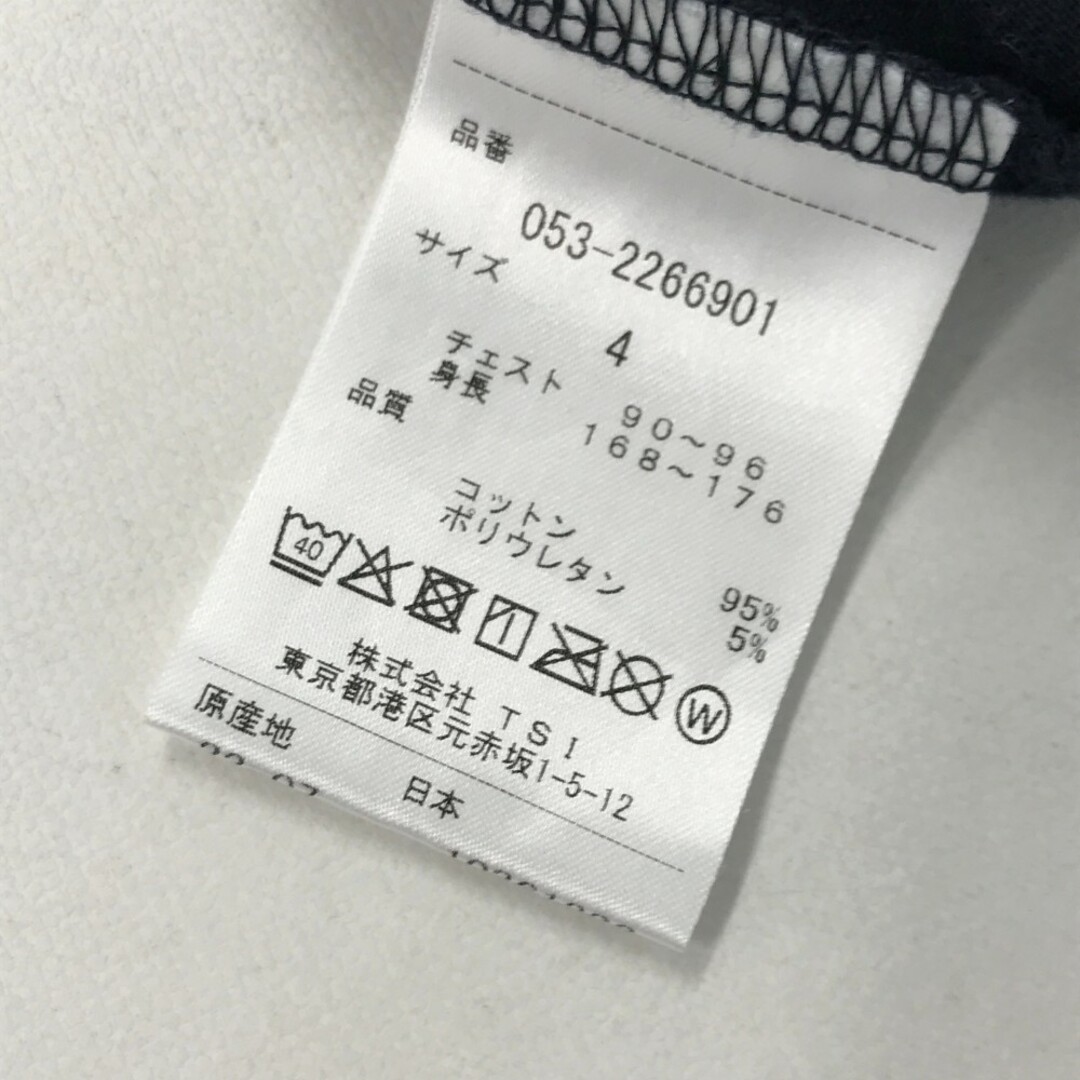 品番
053-2266901
サイズ
4
チェスト 90～96
身長 168～176
品質
コットン 95%
ポリウレタン 5%
40
W
株式会社 TSI
東京都港区元赤坂1-5-12
原産地 日本